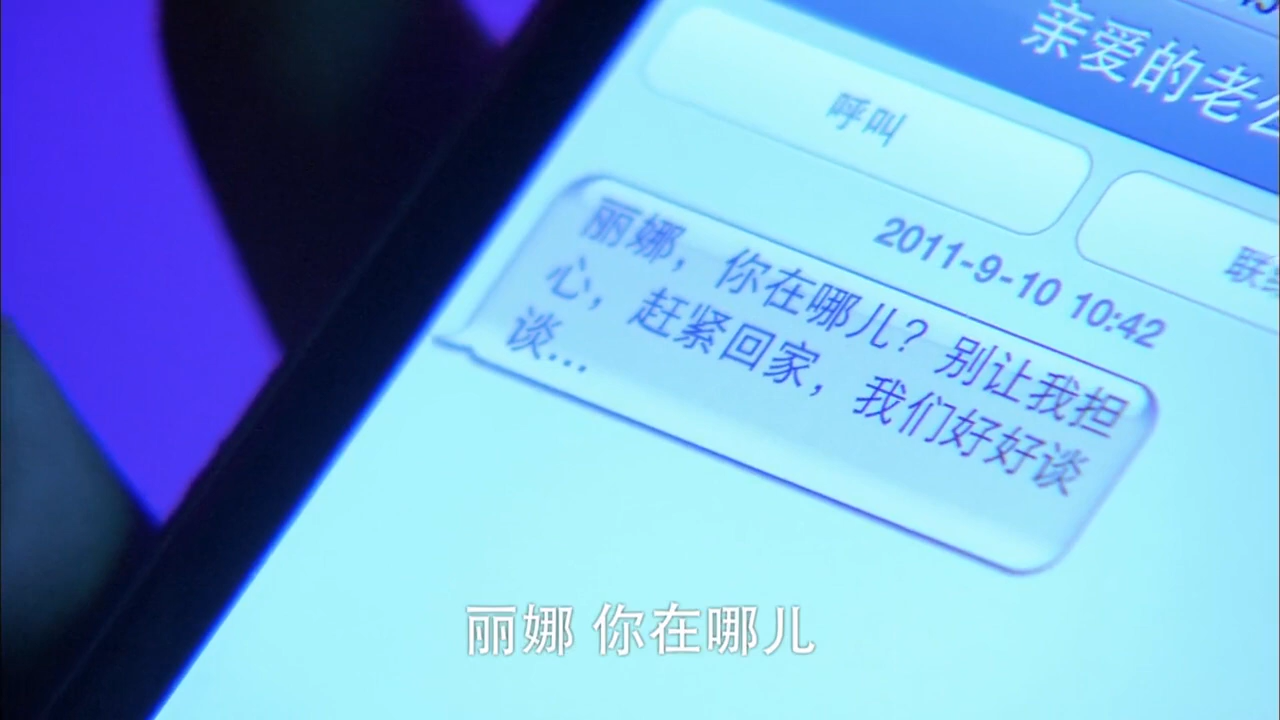 亲爱的老公
呼叫
联
2011-9-10 10:42
丽娜，你在哪儿？别让我担
心，赶紧回家，我们好好谈
谈...
丽娜 你在哪儿